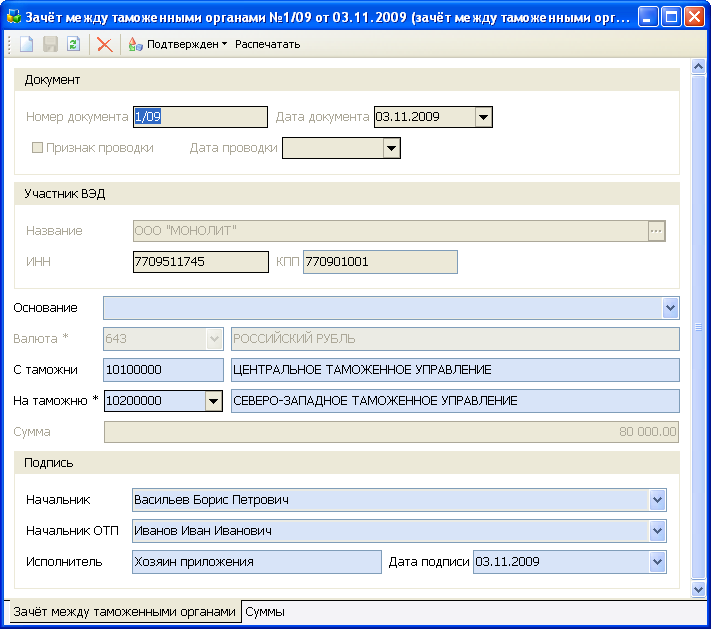 Зачёт между таможенными органами №1/09 от 03.11.2009 (зачёт между таможенными орг...
Подтвержден Распечатать
Документ
Номер документа 1/09 Дата документа 03.11.2009
Признак проводки Дата проводки
Участник ВЭД
Название ООО "МОНОЛИТ" ...
ИНН 7709511745 КПП 770901001
Основание
Валюта * 643 РОССИЙСКИЙ РУБЛЬ
С таможни 10100000 ЦЕНТРАЛЬНОЕ ТАМОЖЕННОЕ УПРАВЛЕНИЕ
На таможню * 10200000 СЕВЕРО-ЗАПАДНОЕ ТАМОЖЕННОЕ УПРАВЛЕНИЕ
Сумма 80 000.00
Подпись
Начальник Васильев Борис Петрович
Начальник ОТП Иванов Иван Иванович
Исполнитель Хозяин приложения Дата подписи 03.11.2009
Зачёт между таможенными органами Суммы